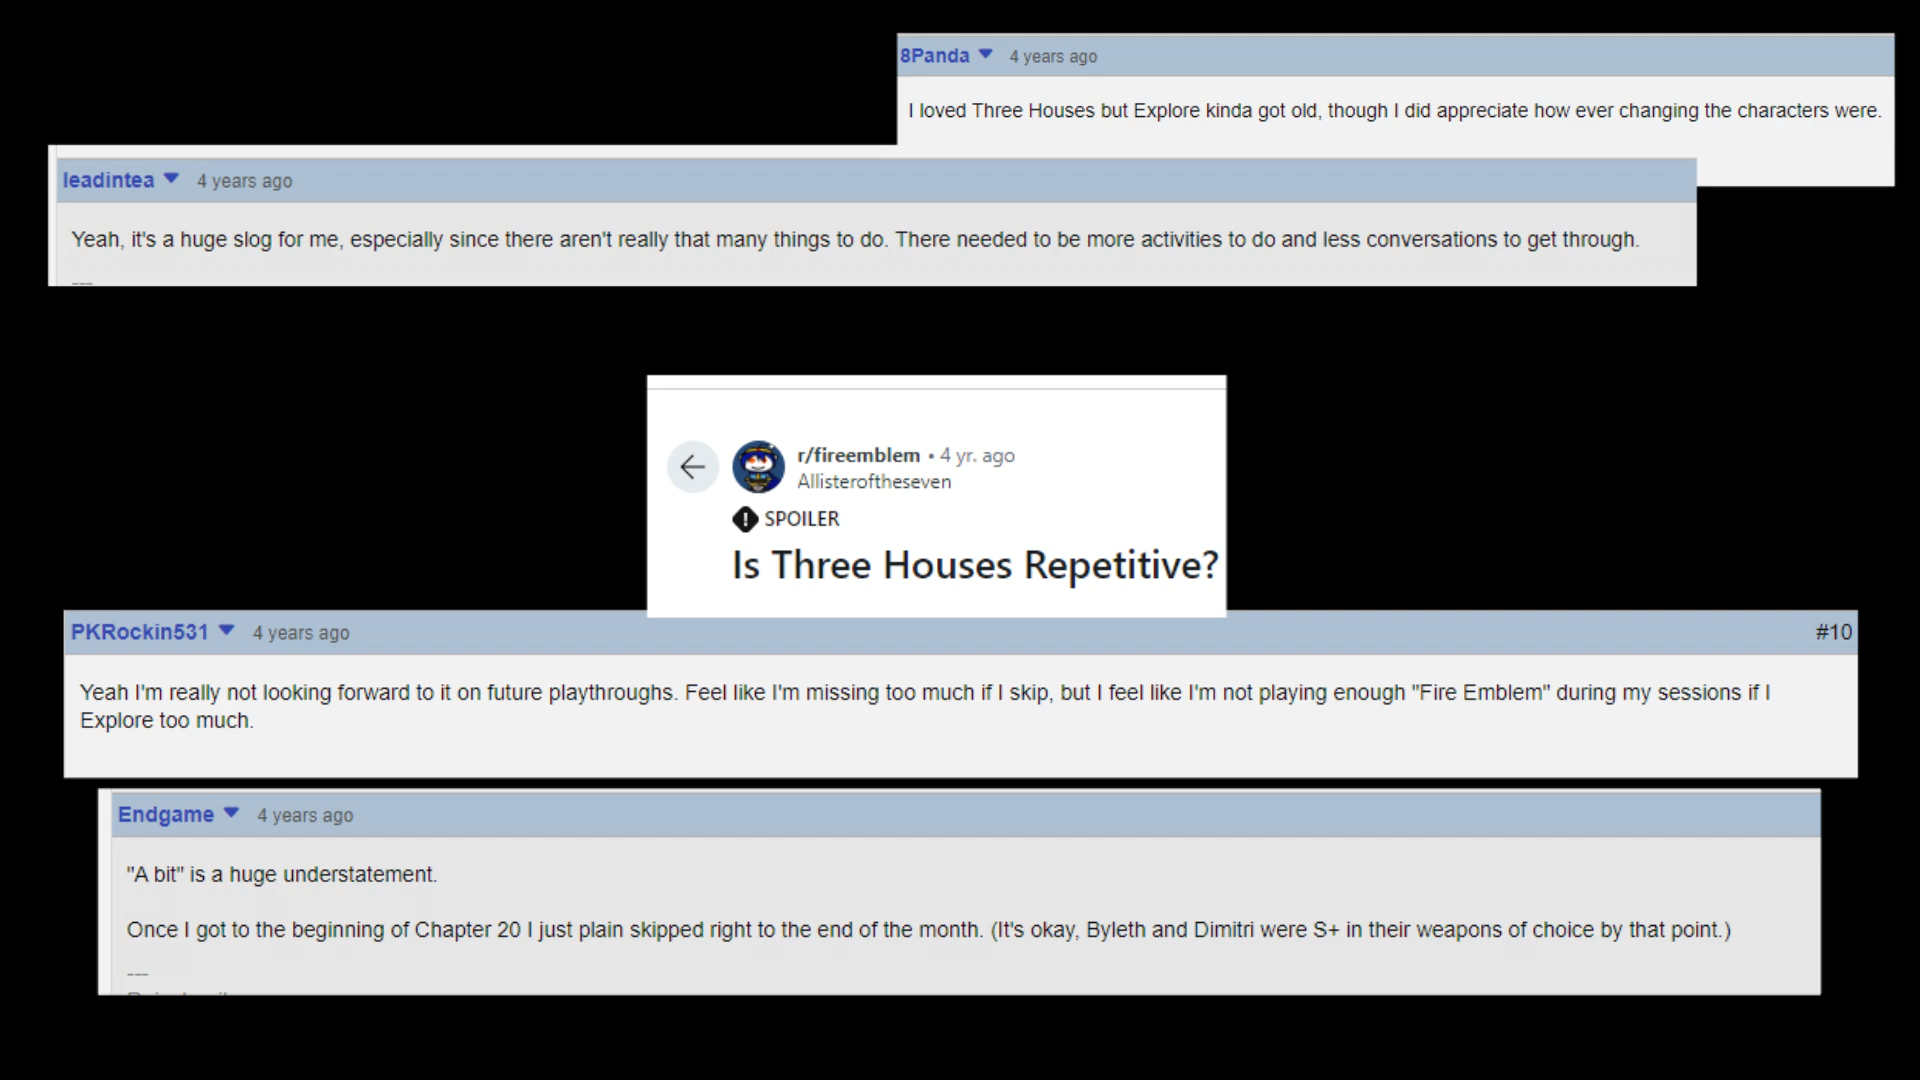 8Panda 4 years ago
I loved Three Houses but Explore kinda got old, though I did appreciate how ever changing the characters were.
leadintea 4 years ago
Yeah, it's a huge slog for me, especially since there aren't really that many things to do. There needed to be more activities to do and less conversations to get through.
---
r/fireemblem • 4 yr. ago
Allisteroftheseven
SPOILER
Is Three Houses Repetitive?
PKRockin531 4 years ago #10
Yeah I'm really not looking forward to it on future playthroughs. Feel like I'm missing too much if I skip, but I feel like I'm not playing enough "Fire Emblem" during my sessions if I
Explore too much.
Endgame 4 years ago
"A bit" is a huge understatement.
Once I got to the beginning of Chapter 20 I just plain skipped right to the end of the month. (It's okay, Byleth and Dimitri were S+ in their weapons of choice by that point.)
---